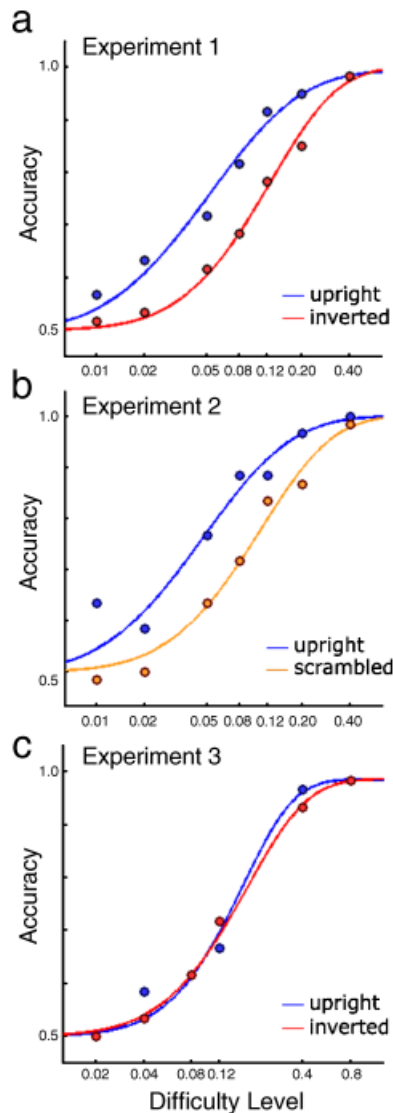 a
Experiment 1
1.0
Accuracy
0.5
upright
inverted
0.01 0.02 0.05 0.08 0.12 0.20 0.40
b
Experiment 2
1.0
Accuracy
0.5
upright
scrambled
0.01 0.02 0.05 0.08 0.12 0.20 0.40
c
Experiment 3
1.0
Accuracy
0.5
upright
inverted
0.02 0.04 0.08 0.12 0.4 0.8
Difficulty Level